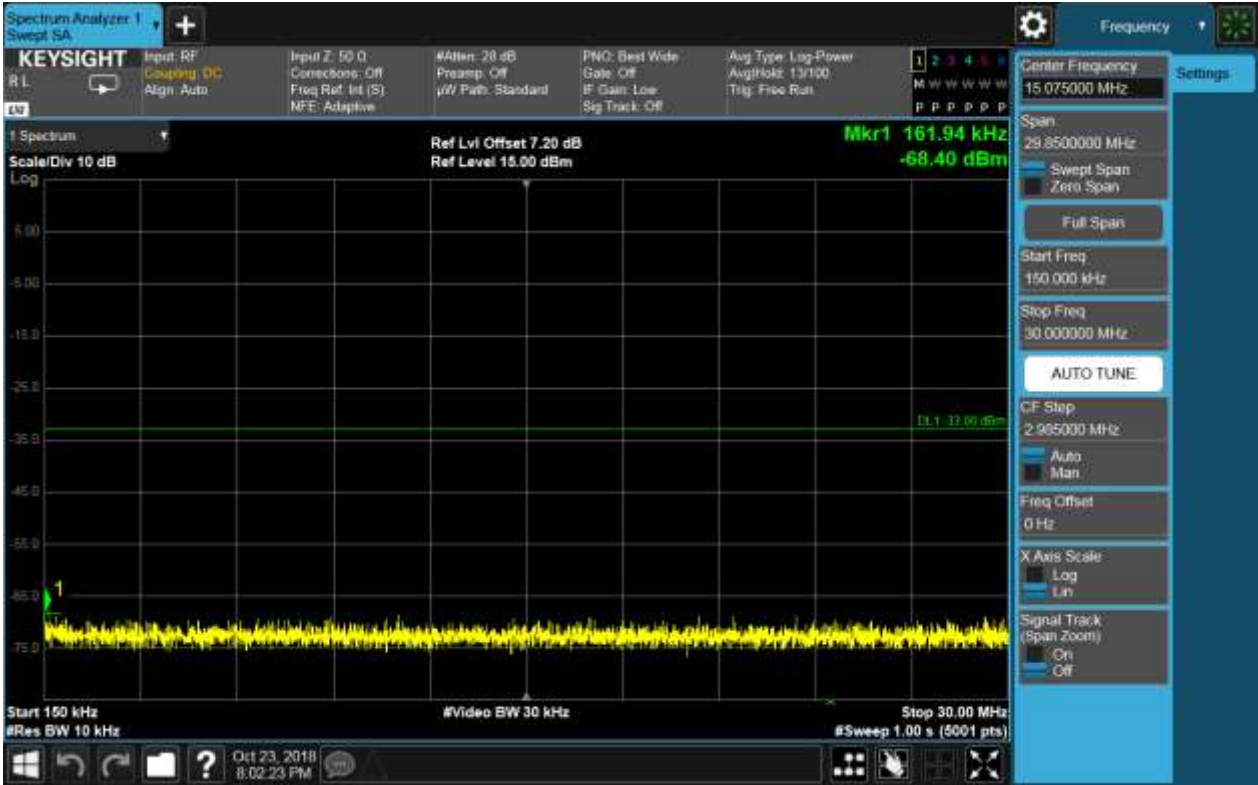 Spectrum Analyzer 1
Swept SA
Frequency
KEYSIGHT
R L
Input: RF
Coupling: DC
Align: Auto
Input Z: 50 Ω
Corrections: Off
Freq Ref: Int (S)
NFE: Adaptive
#Atten: 28 dB
Preamp: Off
µW Path: Standard
PNO: Best Wide
Gate: Off
IF Gain: Low
Sig Track: Off
Avg Type: Log-Power
Avg|Hold: 13/100
Trig: Free Run
1 2 3 4 5 6
M W W W W W
P P P P P P
1 Spectrum
Scale/Div 10 dB
Log
Ref Lvl Offset 7.20 dB
Ref Level 15.00 dBm
Mkr1 161.94 kHz
-68.40 dBm
5.00
-5.00
-15.0
-25.0
-35.0
-45.0
-55.0
-65.0
-75.0
1
Start 150 kHz
#Res BW 10 kHz
#Video BW 30 kHz
Stop 30.00 MHz
#Sweep 1.00 s (5001 pts)
?
Oct 23, 2018
8:02:23 PM
Center Frequency
15.075000 MHz
Settings
Span
29.8500000 MHz
Swept Span
Zero Span
Full Span
Start Freq
150.000 kHz
Stop Freq
30.000000 MHz
AUTO TUNE
CF Step
2.985000 MHz
Auto
Man
Freq Offset
0 Hz
X Axis Scale
Log
Lin
Signal Track
(Span Zoom)
On
Off